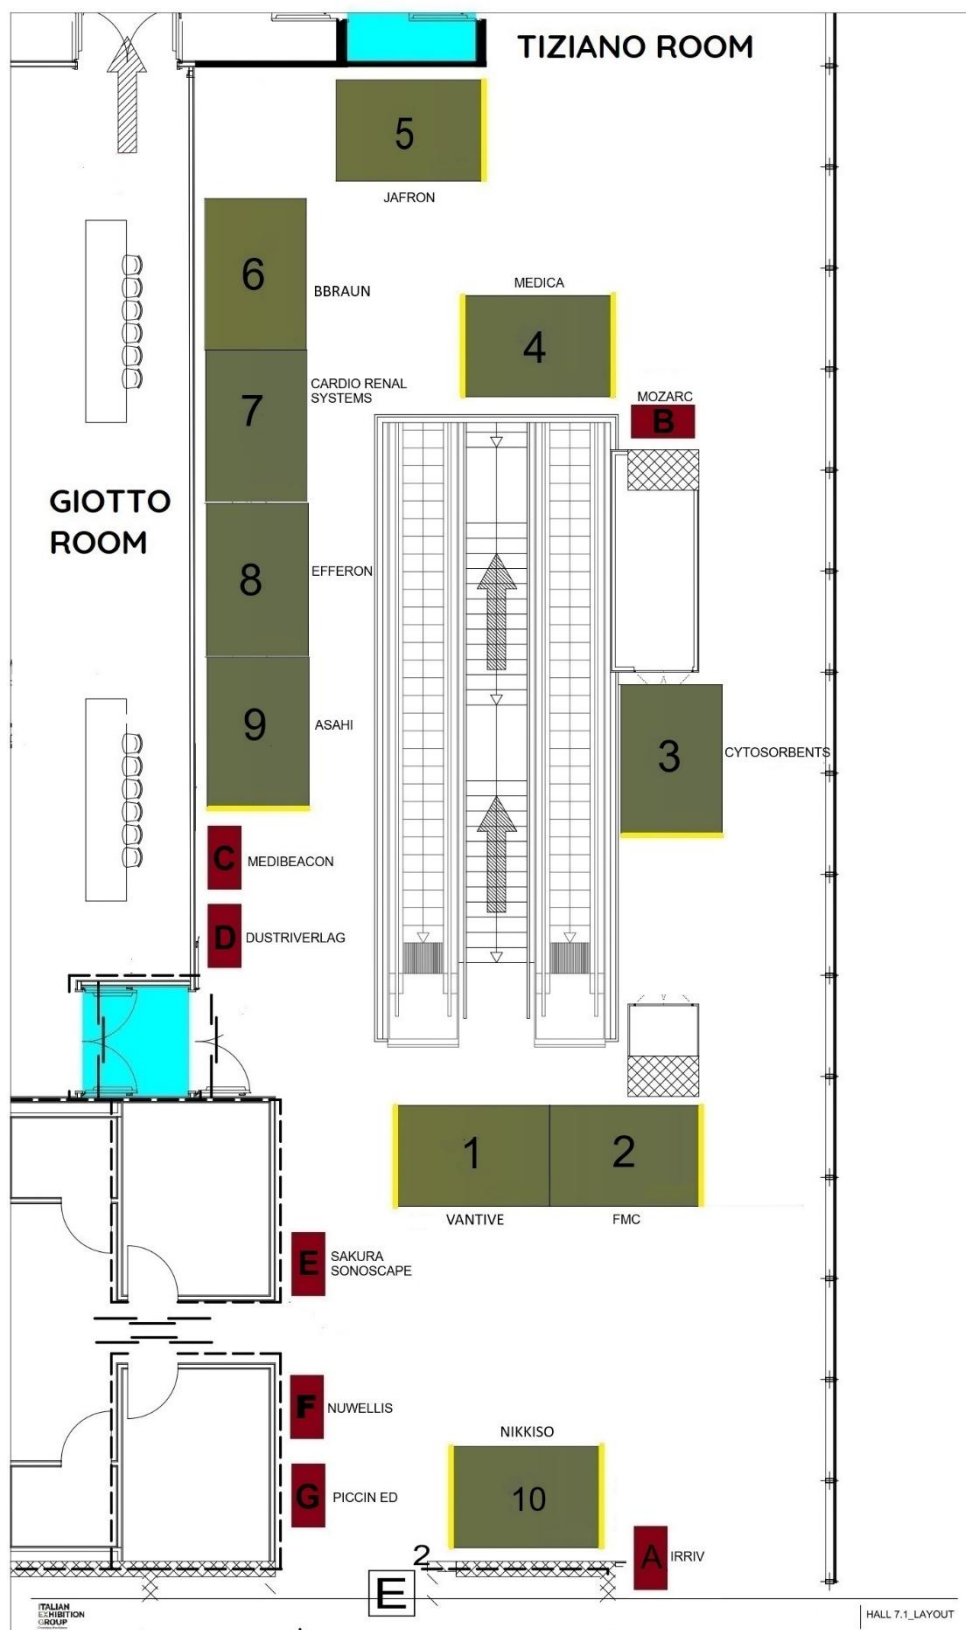 TIZIANO ROOM
5
JAFRON
6
BBRAUN
MEDICA
4
7
CARDIO RENAL
SYSTEMS
MOZARC
B
GIOTTO
ROOM
8
EFFERON
9
ASAHI
3
CYTOSORBENTS
C
MEDIBEACON
D
DUSTRIVERLAG
1
2
VANTIVE
FMC
E
SAKURA
SONOSCAPE
F
NUWELLIS
NIKKISO
G
PICCIN ED
10
2
A
IRRIV
E
ITALIAN
EXHIBITION
GROUP
HALL 7.1_LAYOUT